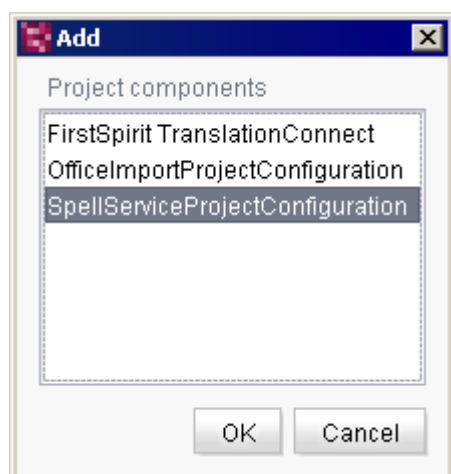 Add
Project components
FirstSpirit TranslationConnect
OfficeImportProjectConfiguration
SpellServiceProjectConfiguration
OK Cancel